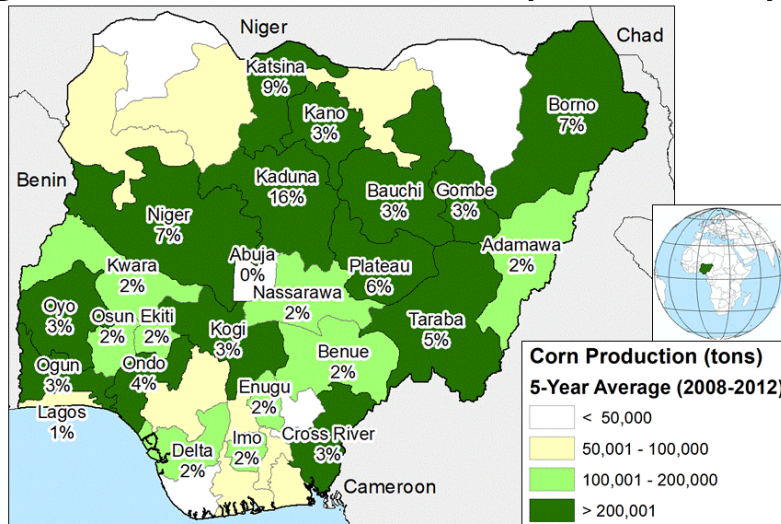 Niger
Chad
Katsina
9%
Kano
3%
Borno
7%
Benin
Kaduna
16%
Bauchi
3%
Gombe
3%
Niger
7%
Adamawa
2%
Abuja
0%
Kwara
2%
Plateau
6%
Nassarawa
2%
Oyo
3%
Osun
2%
Ekiti
2%
Kogi
3%
Taraba
5%
Benue
2%
Ogun
3%
Ondo
4%
Enugu
2%
Lagos
1%
Delta
2%
Imo
2%
Cross River
3%
Cameroon
Corn Production (tons)
5-Year Average (2008-2012)
< 50,000
50,001 - 100,000
100,001 - 200,000
> 200,001